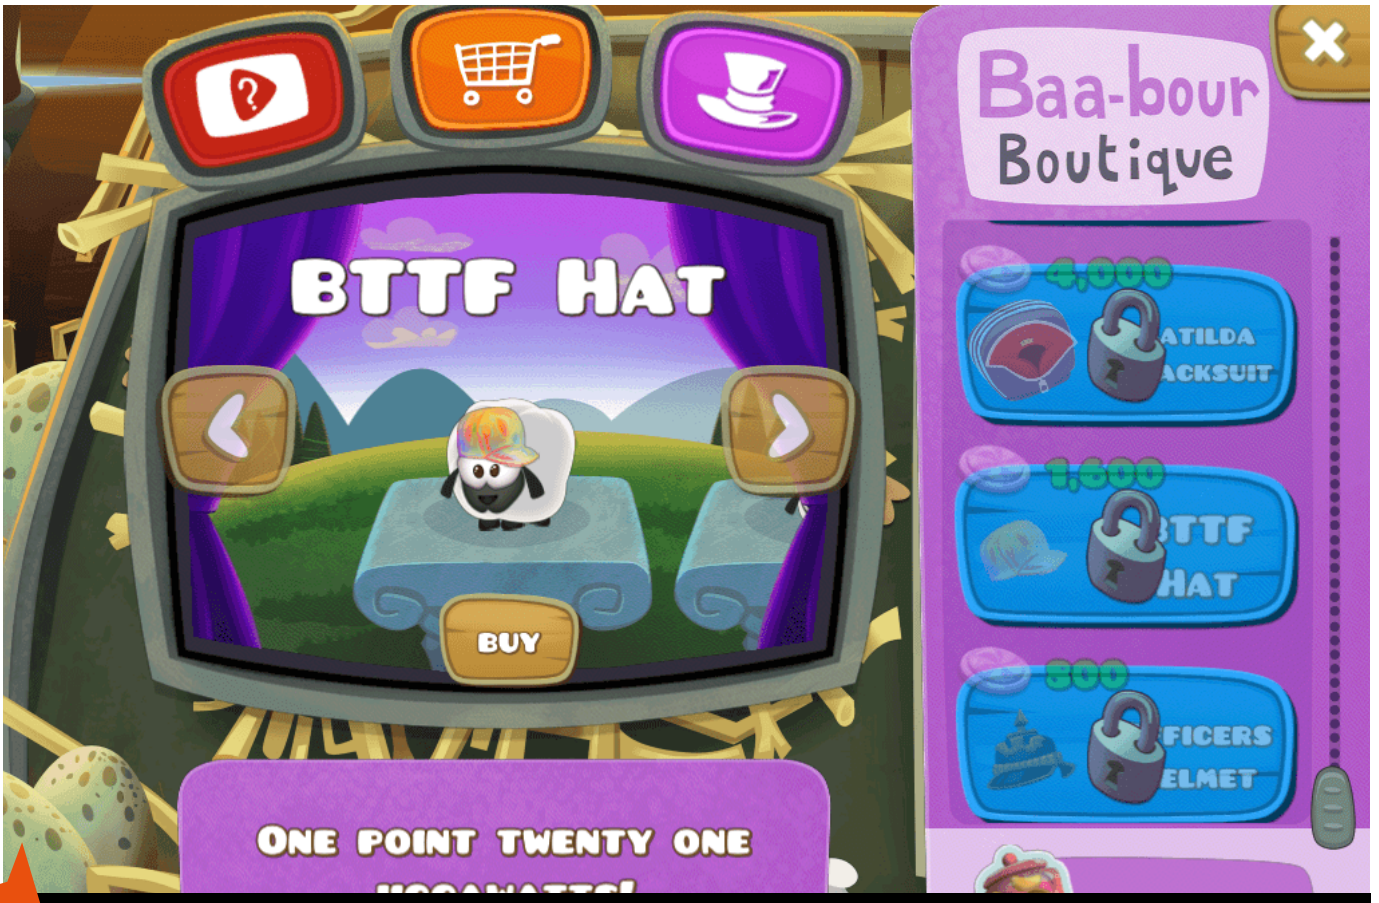 ?
Baa-bour
Boutique
BTTF Hat
BUY
4,000
ATILDA
ACKSUIT
1,600
TTF
HAT
500
FICERS
ELMET
One point twenty one